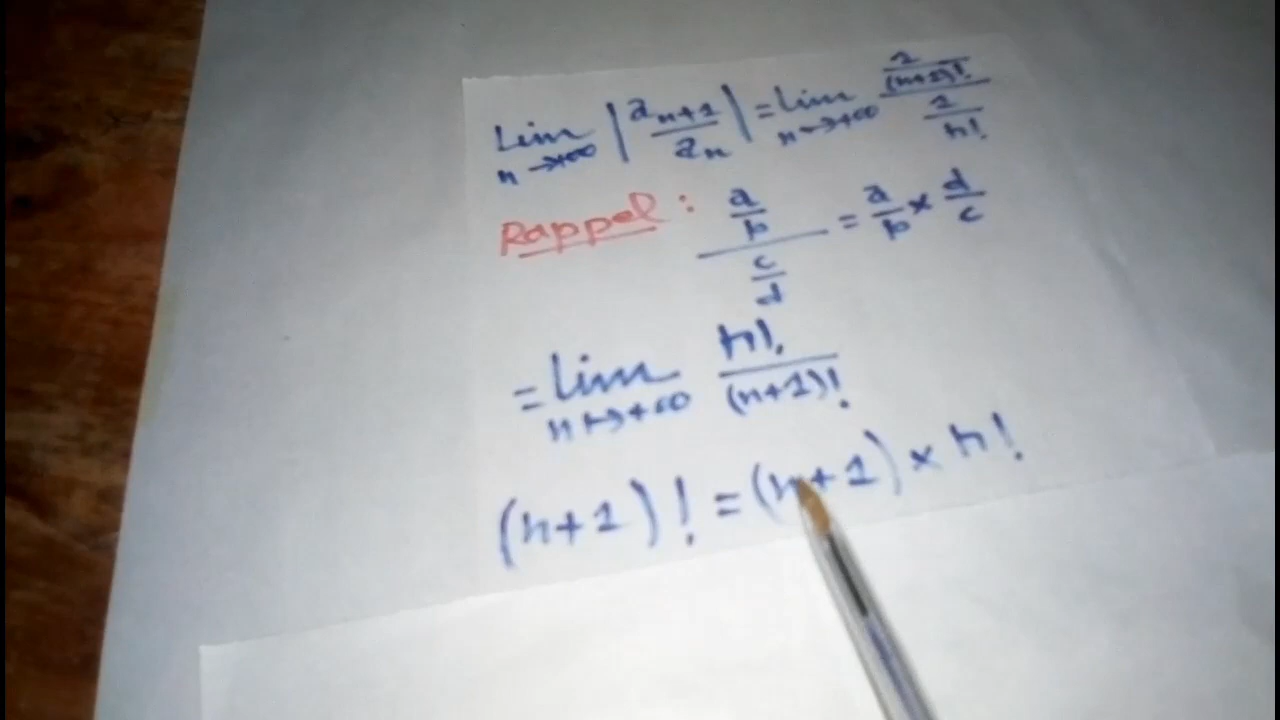 lim n→+∞ |a_{n+1}/a_n| = lim n→+∞ (1/(n+1)!)/(1/n!)
Rappel : (a/b)/(c/d) = a/b × d/c
= lim n→+∞ n!/(n+1)!
(n+1)! = (n+1) × n!